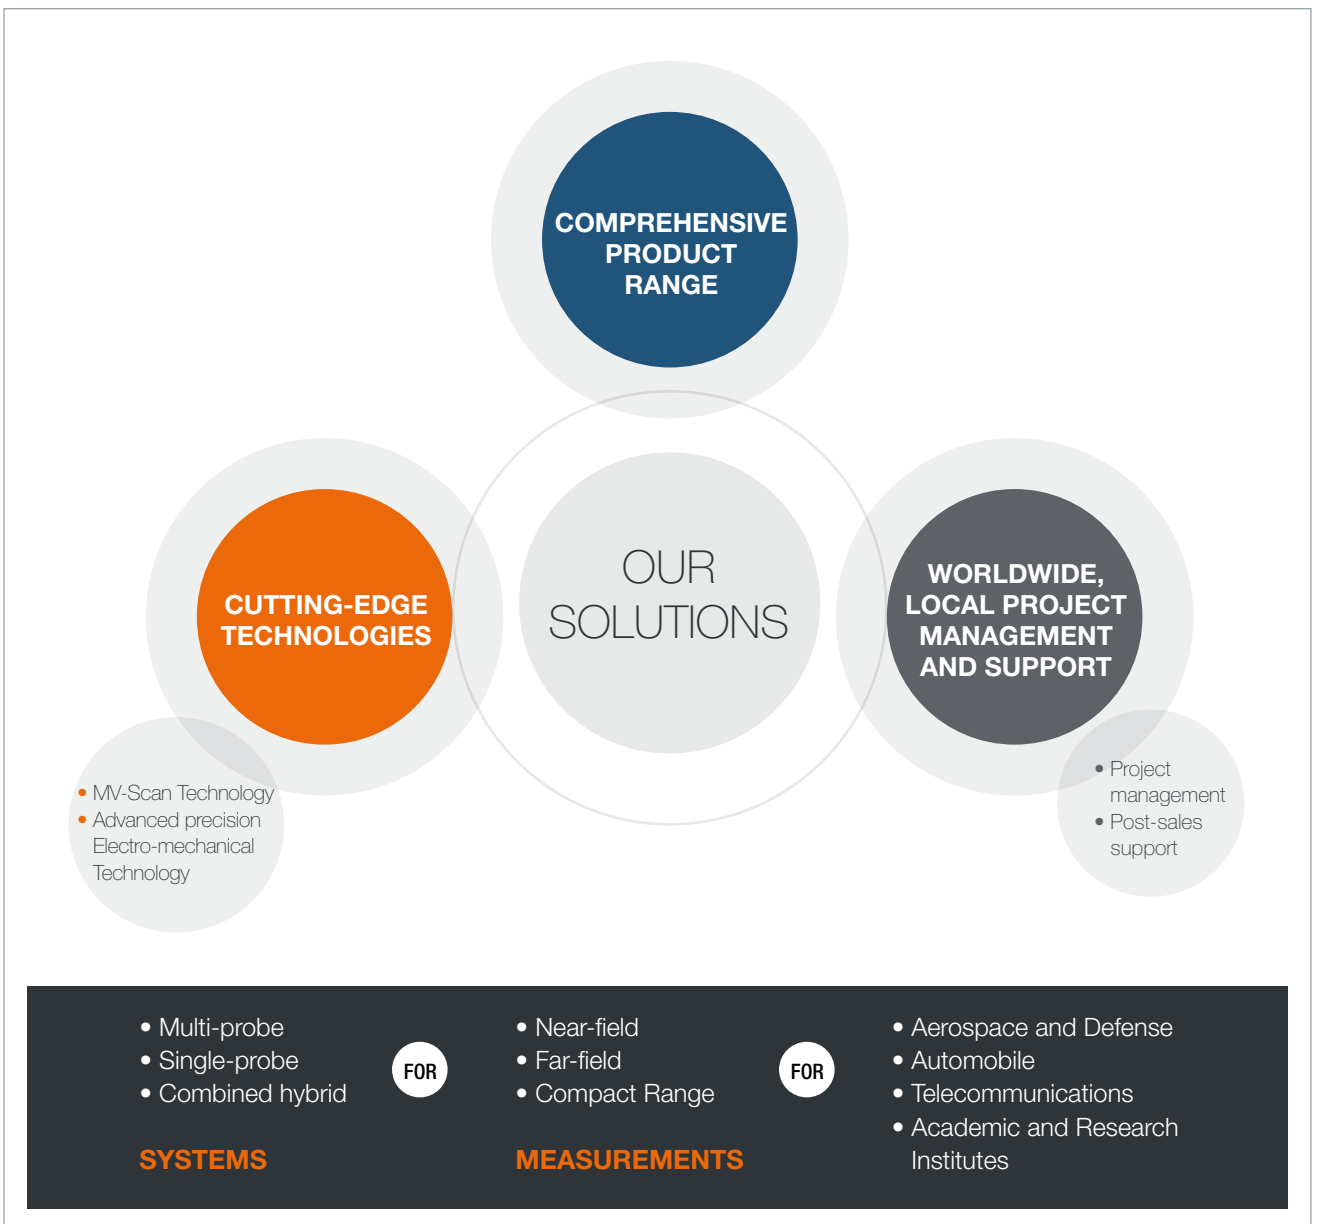 COMPREHENSIVE
PRODUCT
RANGE
OUR
SOLUTIONS
CUTTING-EDGE
TECHNOLOGIES
WORLDWIDE,
LOCAL PROJECT
MANAGEMENT
AND SUPPORT
• MV-Scan Technology
• Advanced precision
Electro-mechanical
Technology
• Project
management
• Post-sales
support
• Multi-probe
• Single-probe
• Combined hybrid
SYSTEMS
FOR
• Near-field
• Far-field
• Compact Range
MEASUREMENTS
FOR
• Aerospace and Defense
• Automobile
• Telecommunications
• Academic and Research
Institutes